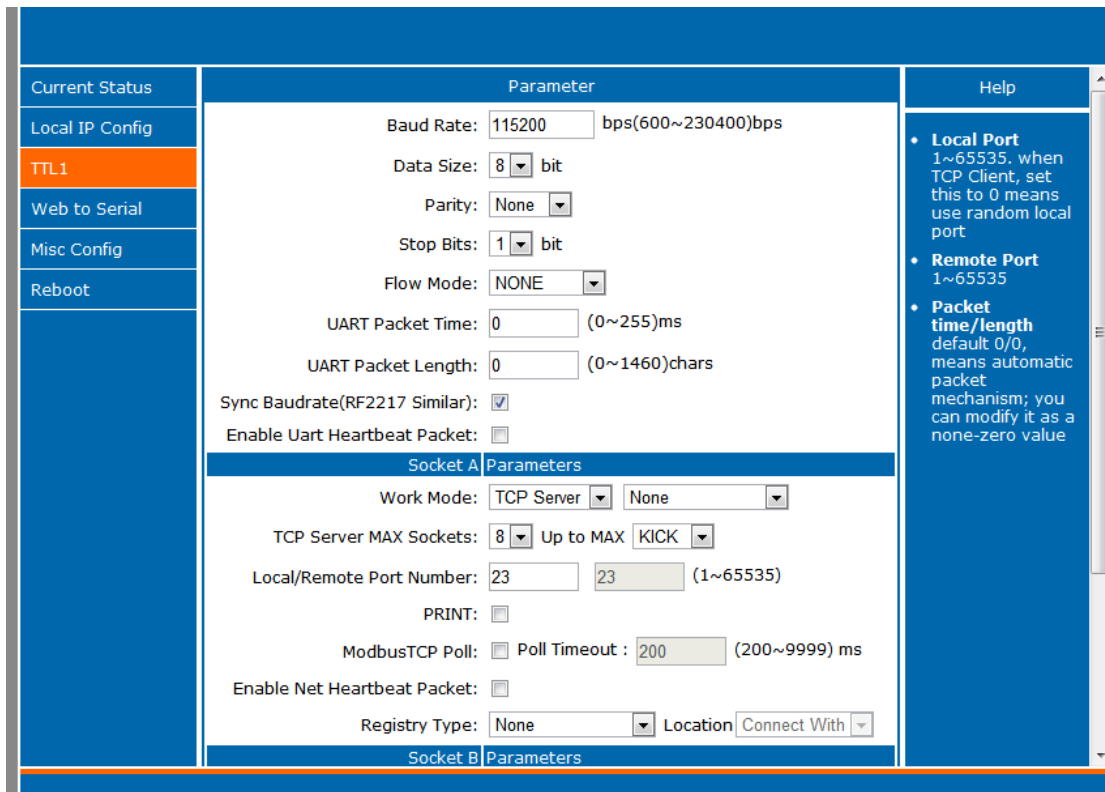 Current Status
Local IP Config
TTL1
Web to Serial
Misc Config
Reboot
Parameter
Baud Rate: 115200 bps(600~230400)bps
Data Size: 8 bit
Parity: None
Stop Bits: 1 bit
Flow Mode: NONE
UART Packet Time: 0 (0~255)ms
UART Packet Length: 0 (0~1460)chars
Sync Baudrate(RF2217 Similar):
Enable Uart Heartbeat Packet:
Socket A Parameters
Work Mode: TCP Server None
TCP Server MAX Sockets: 8 Up to MAX KICK
Local/Remote Port Number: 23 23 (1~65535)
PRINT:
ModbusTCP Poll: Poll Timeout : 200 (200~9999) ms
Enable Net Heartbeat Packet:
Registry Type: None Location Connect With
Socket B Parameters
Help
• Local Port
1~65535. when
TCP Client, set
this to 0 means
use random local
port
• Remote Port
1~65535
• Packet
time/length
default 0/0,
means automatic
packet
mechanism; you
can modify it as a
none-zero value